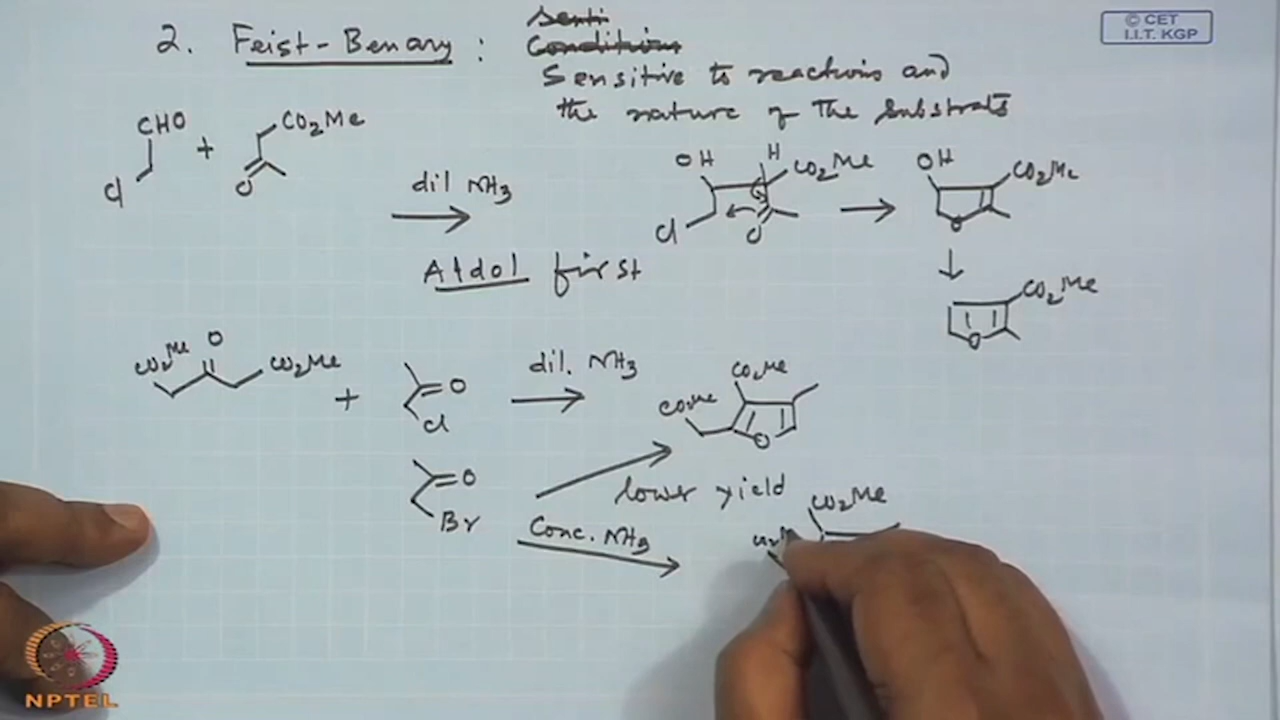 © CET
I.I.T. KGP
2. Feist-Benary :
Sensitive to reactions and
the nature of the substrats
CHO
+
CO2Me
Cl
O
dil NH3
Aldol first
OH
H
CO2Me
Cl
O
OH
CO2Me
O
CO2Me
O
CO2Me
O
CO2Me
+
O
Cl
dil. NH3
CO2Me
CO2Me
O
O
Br
lower yield
Conc. NH3
CO2Me
NPTEL